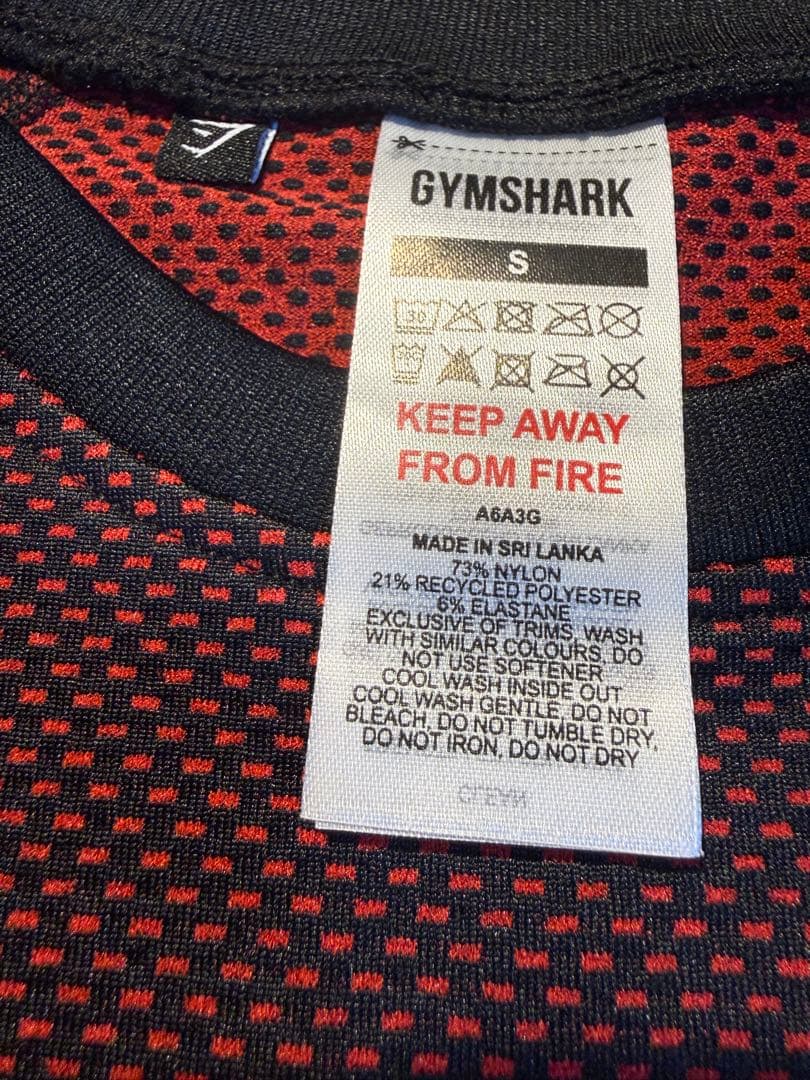 GYMSHARK
S
30
KEEP AWAY
FROM FIRE
A6A3G
MADE IN SRI LANKA
73% NYLON
21% RECYCLED POLYESTER
6% ELASTANE
EXCLUSIVE OF TRIMS, WASH
WITH SIMILAR COLOURS, DO
NOT USE SOFTENER
COOL WASH INSIDE OUT
COOL WASH GENTLE, DO NOT
BLEACH, DO NOT TUMBLE DRY,
DO NOT IRON, DO NOT DRY